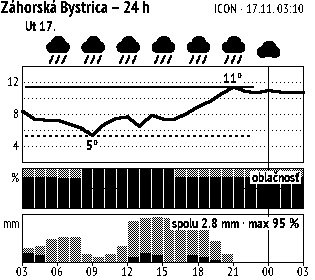 Záhorská Bystrica – 24 h
ICON · 17.11. 03:10
Ut 17.
12
8
4
11°
5°
%
oblačnosť
mm
spolu 2.8 mm · max 95 %
03 06 09 12 15 18 21 00 03